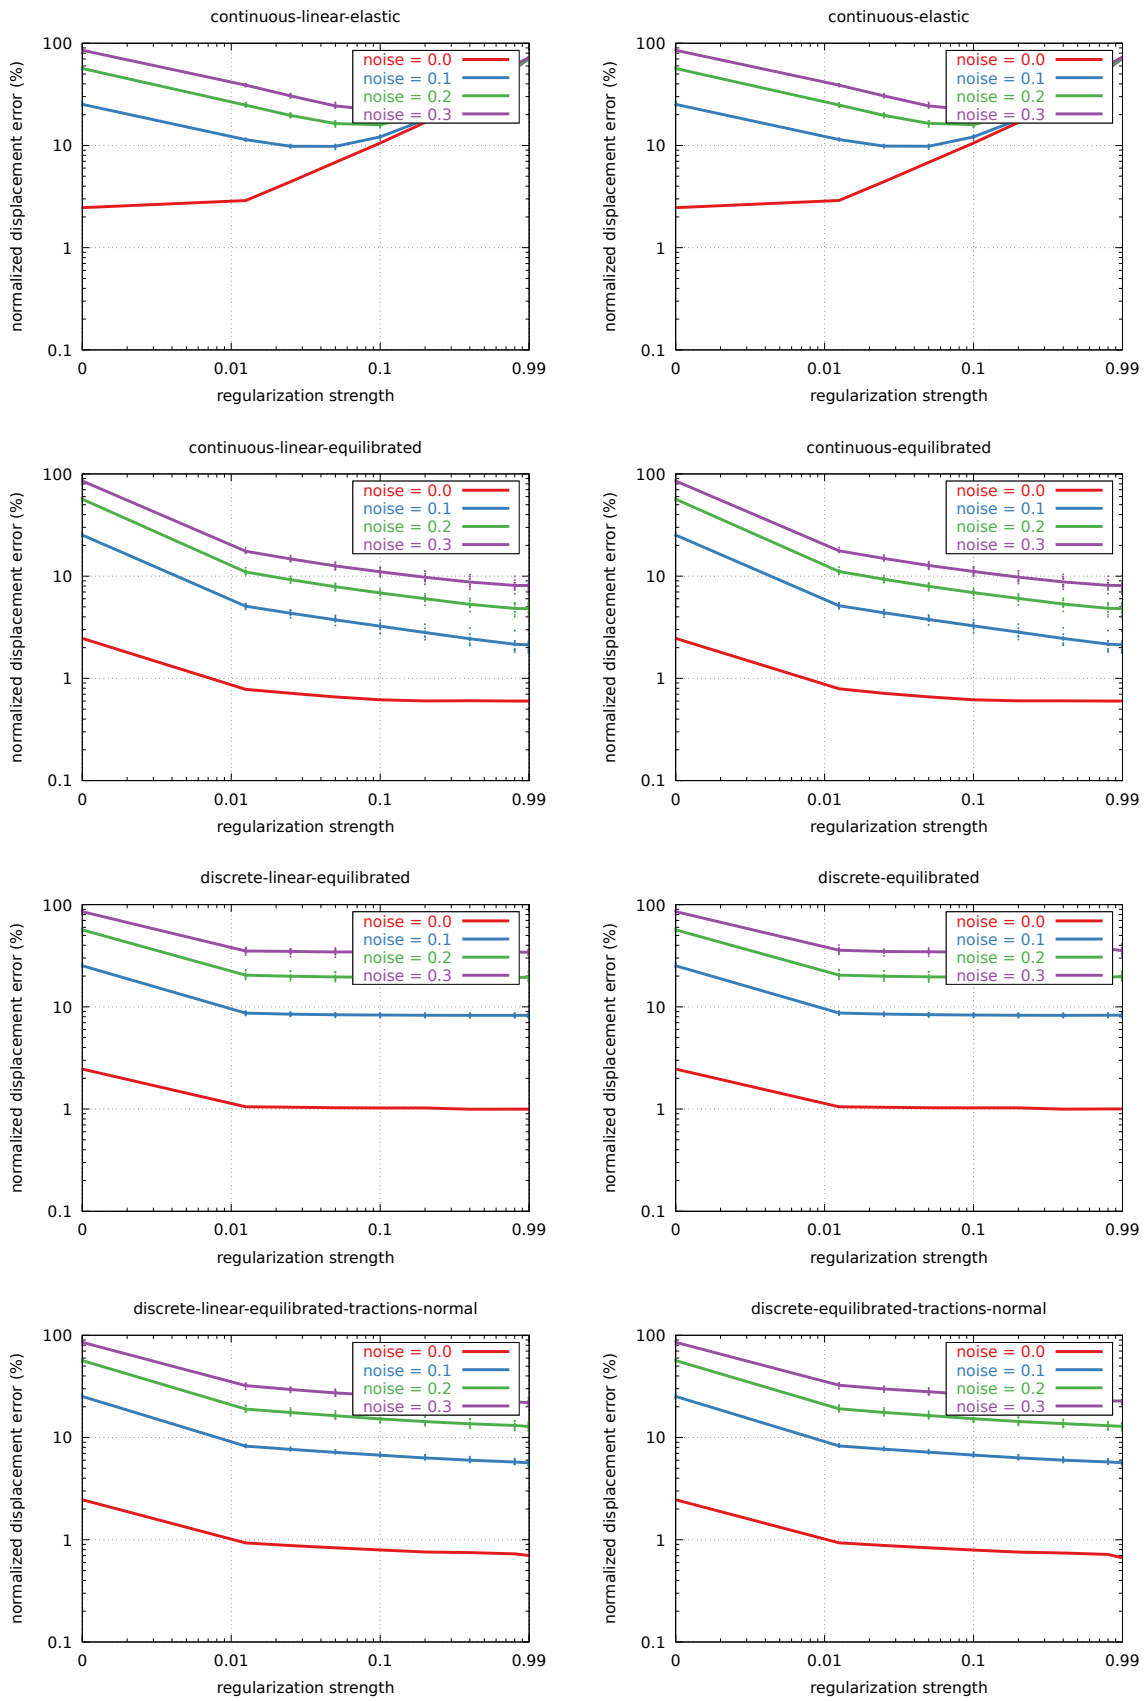 continuous-linear-elastic
normalized displacement error (%)
100
10
1
0.1
noise = 0.0
noise = 0.1
noise = 0.2
noise = 0.3
0 0.01 0.1 0.99
regularization strength
continuous-elastic
normalized displacement error (%)
100
10
1
0.1
noise = 0.0
noise = 0.1
noise = 0.2
noise = 0.3
0 0.01 0.1 0.99
regularization strength
continuous-linear-equilibrated
normalized displacement error (%)
100
10
1
0.1
noise = 0.0
noise = 0.1
noise = 0.2
noise = 0.3
0 0.01 0.1 0.99
regularization strength
continuous-equilibrated
normalized displacement error (%)
100
10
1
0.1
noise = 0.0
noise = 0.1
noise = 0.2
noise = 0.3
0 0.01 0.1 0.99
regularization strength
discrete-linear-equilibrated
normalized displacement error (%)
100
10
1
0.1
noise = 0.0
noise = 0.1
noise = 0.2
noise = 0.3
0 0.01 0.1 0.99
regularization strength
discrete-equilibrated
normalized displacement error (%)
100
10
1
0.1
noise = 0.0
noise = 0.1
noise = 0.2
noise = 0.3
0 0.01 0.1 0.99
regularization strength
discrete-linear-equilibrated-tractions-normal
normalized displacement error (%)
100
10
1
0.1
noise = 0.0
noise = 0.1
noise = 0.2
noise = 0.3
0 0.01 0.1 0.99
regularization strength
discrete-equilibrated-tractions-normal
normalized displacement error (%)
100
10
1
0.1
noise = 0.0
noise = 0.1
noise = 0.2
noise = 0.3
0 0.01 0.1 0.99
regularization strength